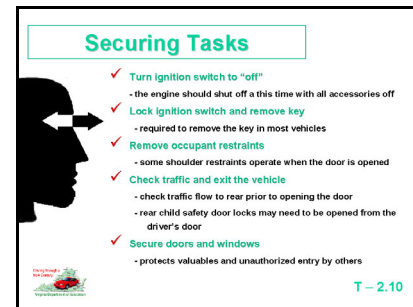 Securing Tasks
✓ Turn ignition switch to “off”
- the engine should shut off a this time with all accessories off
✓ Lock ignition switch and remove key
- required to remove the key in most vehicles
✓ Remove occupant restraints
- some shoulder restraints operate when the door is opened
✓ Check traffic and exit the vehicle
- check traffic flow to rear prior to opening the door
- rear child safety door locks may need to be opened from the
driver’s door
✓ Secure doors and windows
- protects valuables and unauthorized entry by others
Virginia Department of Education
T – 2.10